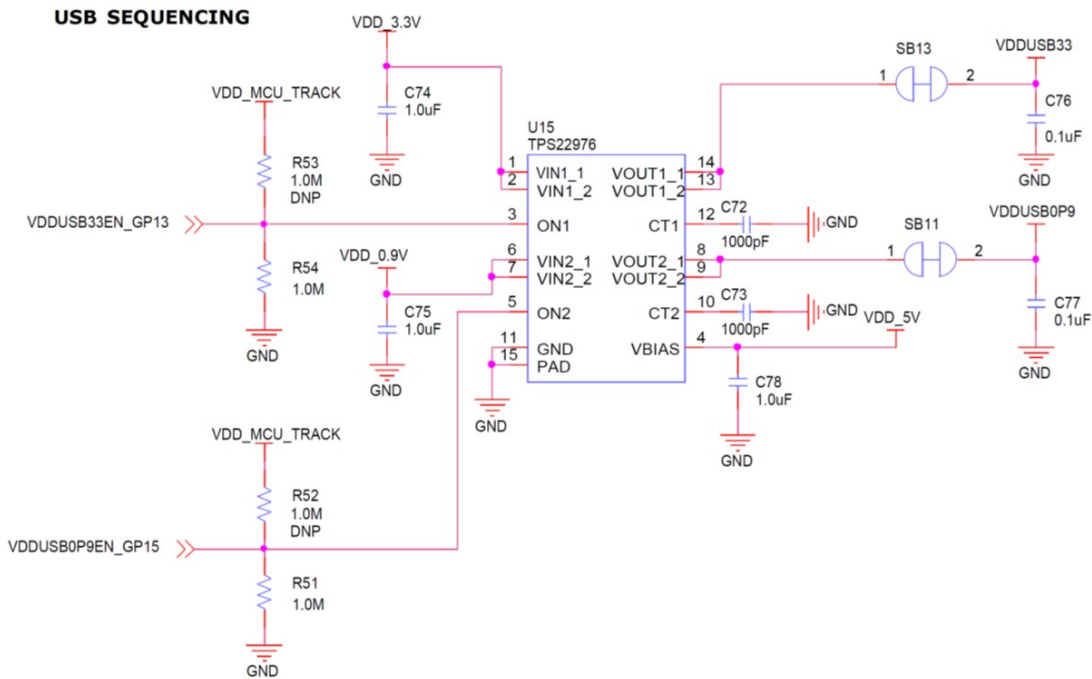 USB SEQUENCING
VDD_3.3V
VDD_MCU_TRACK
C74
1.0uF
GND
R53
1.0M
DNP
VDDUSB33EN_GP13
R54
1.0M
GND
VDD_0.9V
C75
1.0uF
GND
U15
TPS22976
1 VIN1_1 VOUT1_1 14
2 VIN1_2 VOUT1_2 13
3 ON1 CT1 12
6 VIN2_1 VOUT2_1 8
7 VIN2_2 VOUT2_2 9
5 ON2 CT2 10
11 GND VBIAS 4
15 PAD
GND
SB13
1 2
VDDUSB33
C76
0.1uF
GND
C72
1000pF
GND
SB11
1 2
VDDUSB0P9
C77
0.1uF
GND
C73
1000pF
GND
VDD_5V
C78
1.0uF
GND
VDD_MCU_TRACK
R52
1.0M
DNP
VDDUSB0P9EN_GP15
R51
1.0M
GND